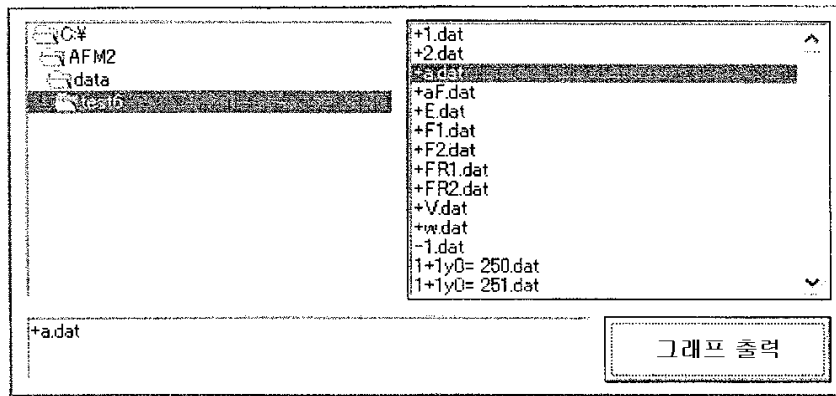 C:¥
AFM2
data
test6
+1.dat
+2.dat
+a.dat
+aF.dat
+E.dat
+F1.dat
+F2.dat
+FR1.dat
+FR2.dat
+V.dat
+w.dat
-1.dat
1+1y0= 250.dat
1+1y0= 251.dat
+a.dat
그래프 출력